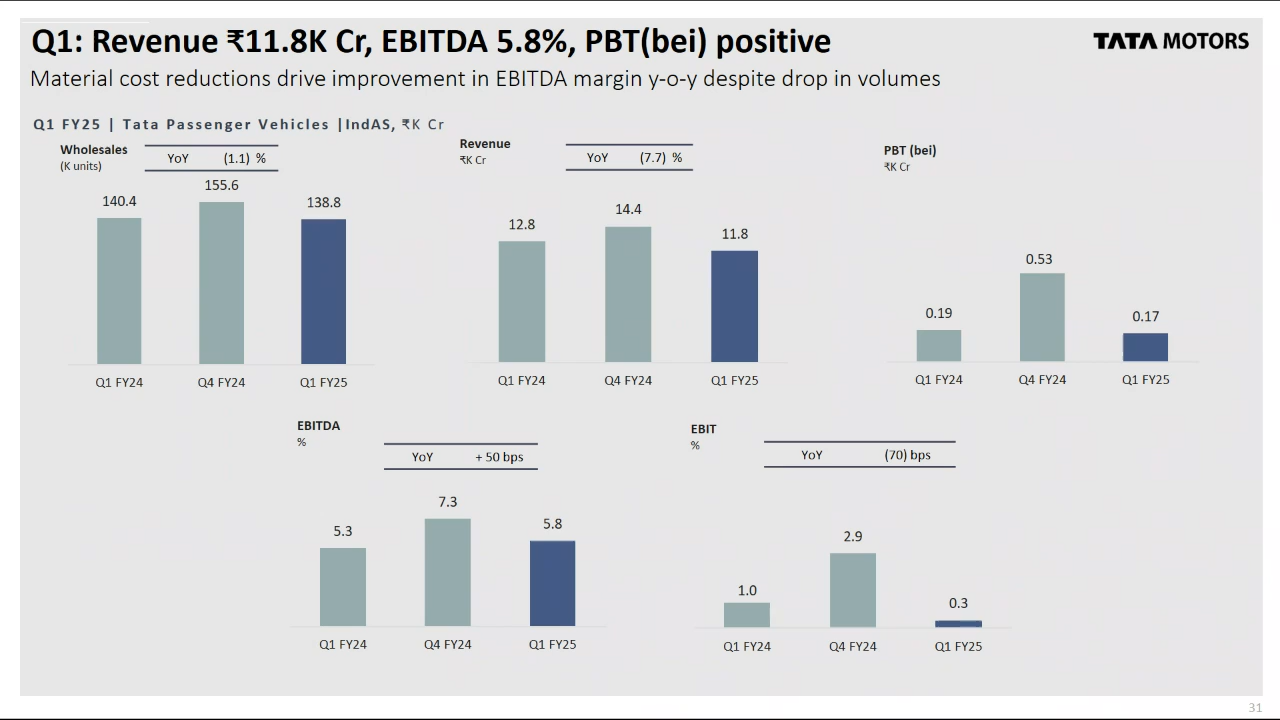 Q1: Revenue ₹11.8K Cr, EBITDA 5.8%, PBT(bei) positive
TATA MOTORS
Material cost reductions drive improvement in EBITDA margin y-o-y despite drop in volumes
Q1 FY25 | Tata Passenger Vehicles |IndAS, ₹K Cr
Wholesales
(K units)
YoY (1.1) %
140.4
155.6
138.8
Q1 FY24 Q4 FY24 Q1 FY25
Revenue
₹K Cr
YoY (7.7) %
12.8
14.4
11.8
Q1 FY24 Q4 FY24 Q1 FY25
PBT (bei)
₹K Cr
0.19
0.53
0.17
Q1 FY24 Q4 FY24 Q1 FY25
EBITDA
%
YoY + 50 bps
5.3
7.3
5.8
Q1 FY24 Q4 FY24 Q1 FY25
EBIT
%
YoY (70) bps
1.0
2.9
0.3
Q1 FY24 Q4 FY24 Q1 FY25
31